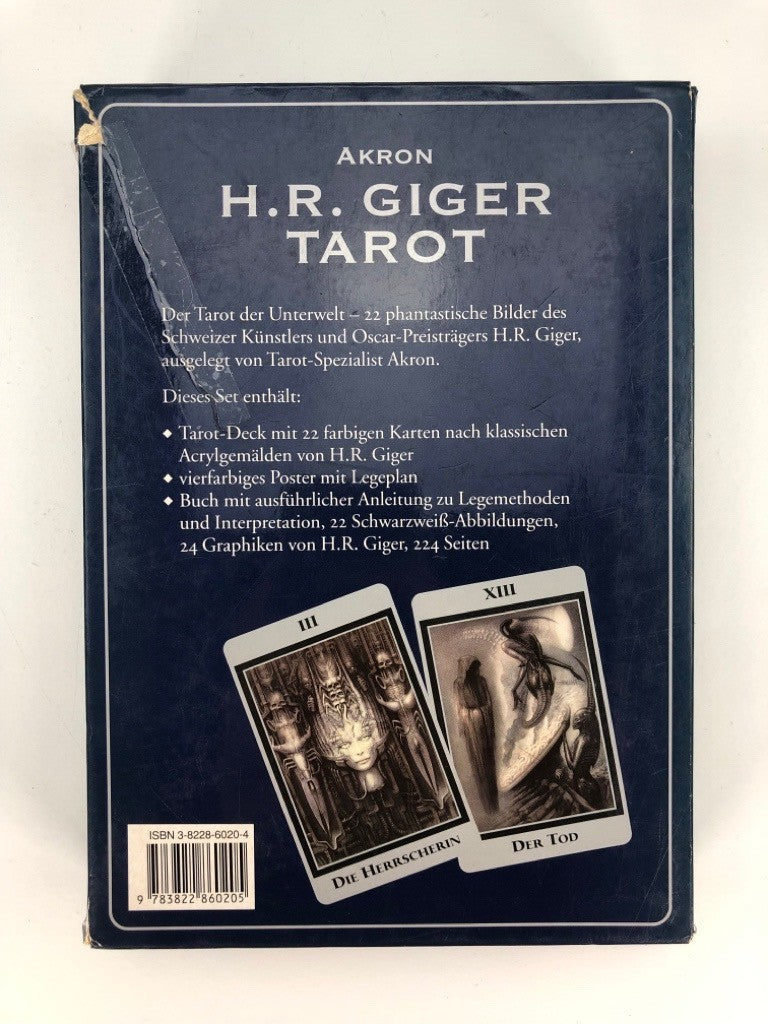 AKRON
H.R. GIGER
TAROT
Der Tarot der Unterwelt – 22 phantastische Bilder des
Schweizer Künstlers und Oscar-Preisträgers H.R. Giger,
ausgelegt von Tarot-Spezialist Akron.
Dieses Set enthält:
◆ Tarot-Deck mit 22 farbigen Karten nach klassischen
Acrylgemälden von H.R. Giger
◆ vierfarbiges Poster mit Legeplan
◆ Buch mit ausführlicher Anleitung zu Legemethoden
und Interpretation, 22 Schwarzweiß-Abbildungen,
24 Graphiken von H.R. Giger, 224 Seiten
III
XIII
DIE HERRSCHERIN
DER TOD
ISBN 3-8228-6020-4
9 783822 860205